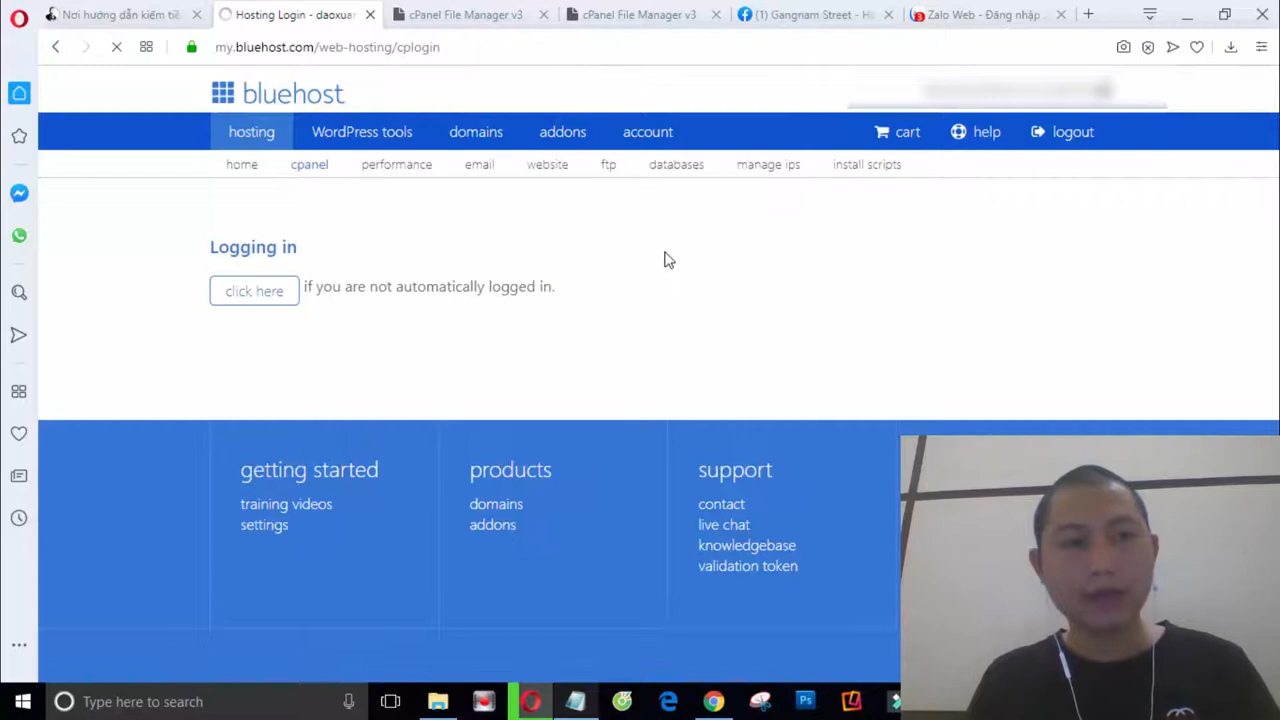 Nơi hướng dẫn kiếm tiề
Hosting Login - daoxuar
cPanel File Manager v3
cPanel File Manager v3
(1) Gangnam Street - Hi
Zalo Web - Đăng nhập
my.bluehost.com/web-hosting/cplogin
bluehost
hosting WordPress tools domains addons account cart help logout
home cpanel performance email website ftp databases manage ips install scripts
Logging in
click here if you are not automatically logged in.
getting started products support
training videos domains contact
settings addons live chat
knowledgebase
validation token
Type here to search
Ps